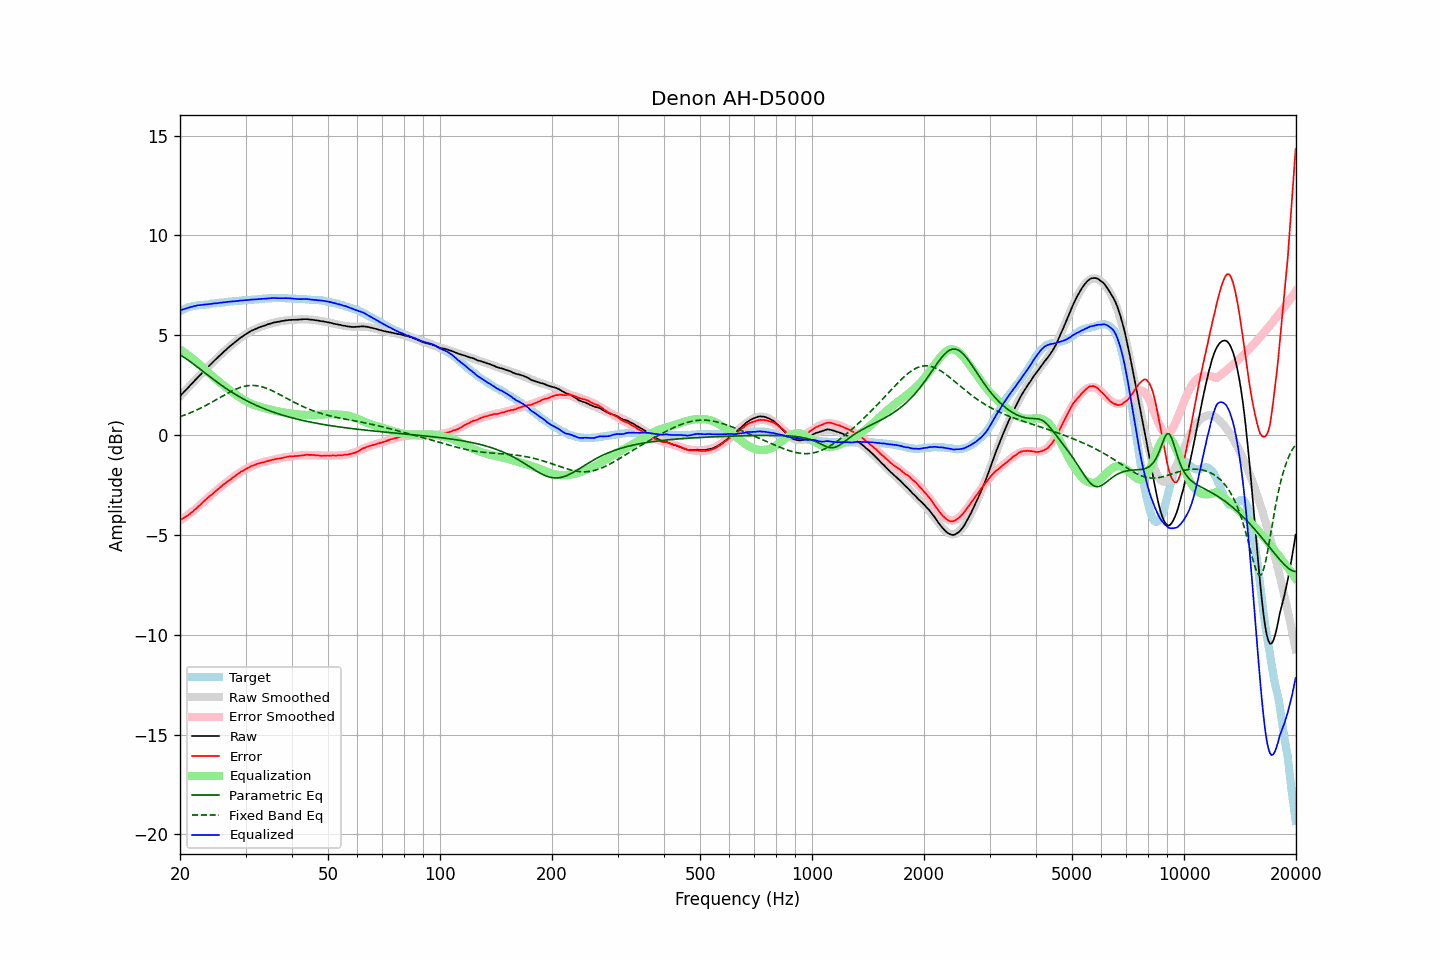 Denon AH-D5000
Amplitude (dBr)
15
10
5
0
−5
−10
−15
−20
Target
Raw Smoothed
Error Smoothed
Raw
Error
Equalization
Parametric Eq
Fixed Band Eq
Equalized
20
50
100
200
500
1000
2000
5000
10000
20000
Frequency (Hz)